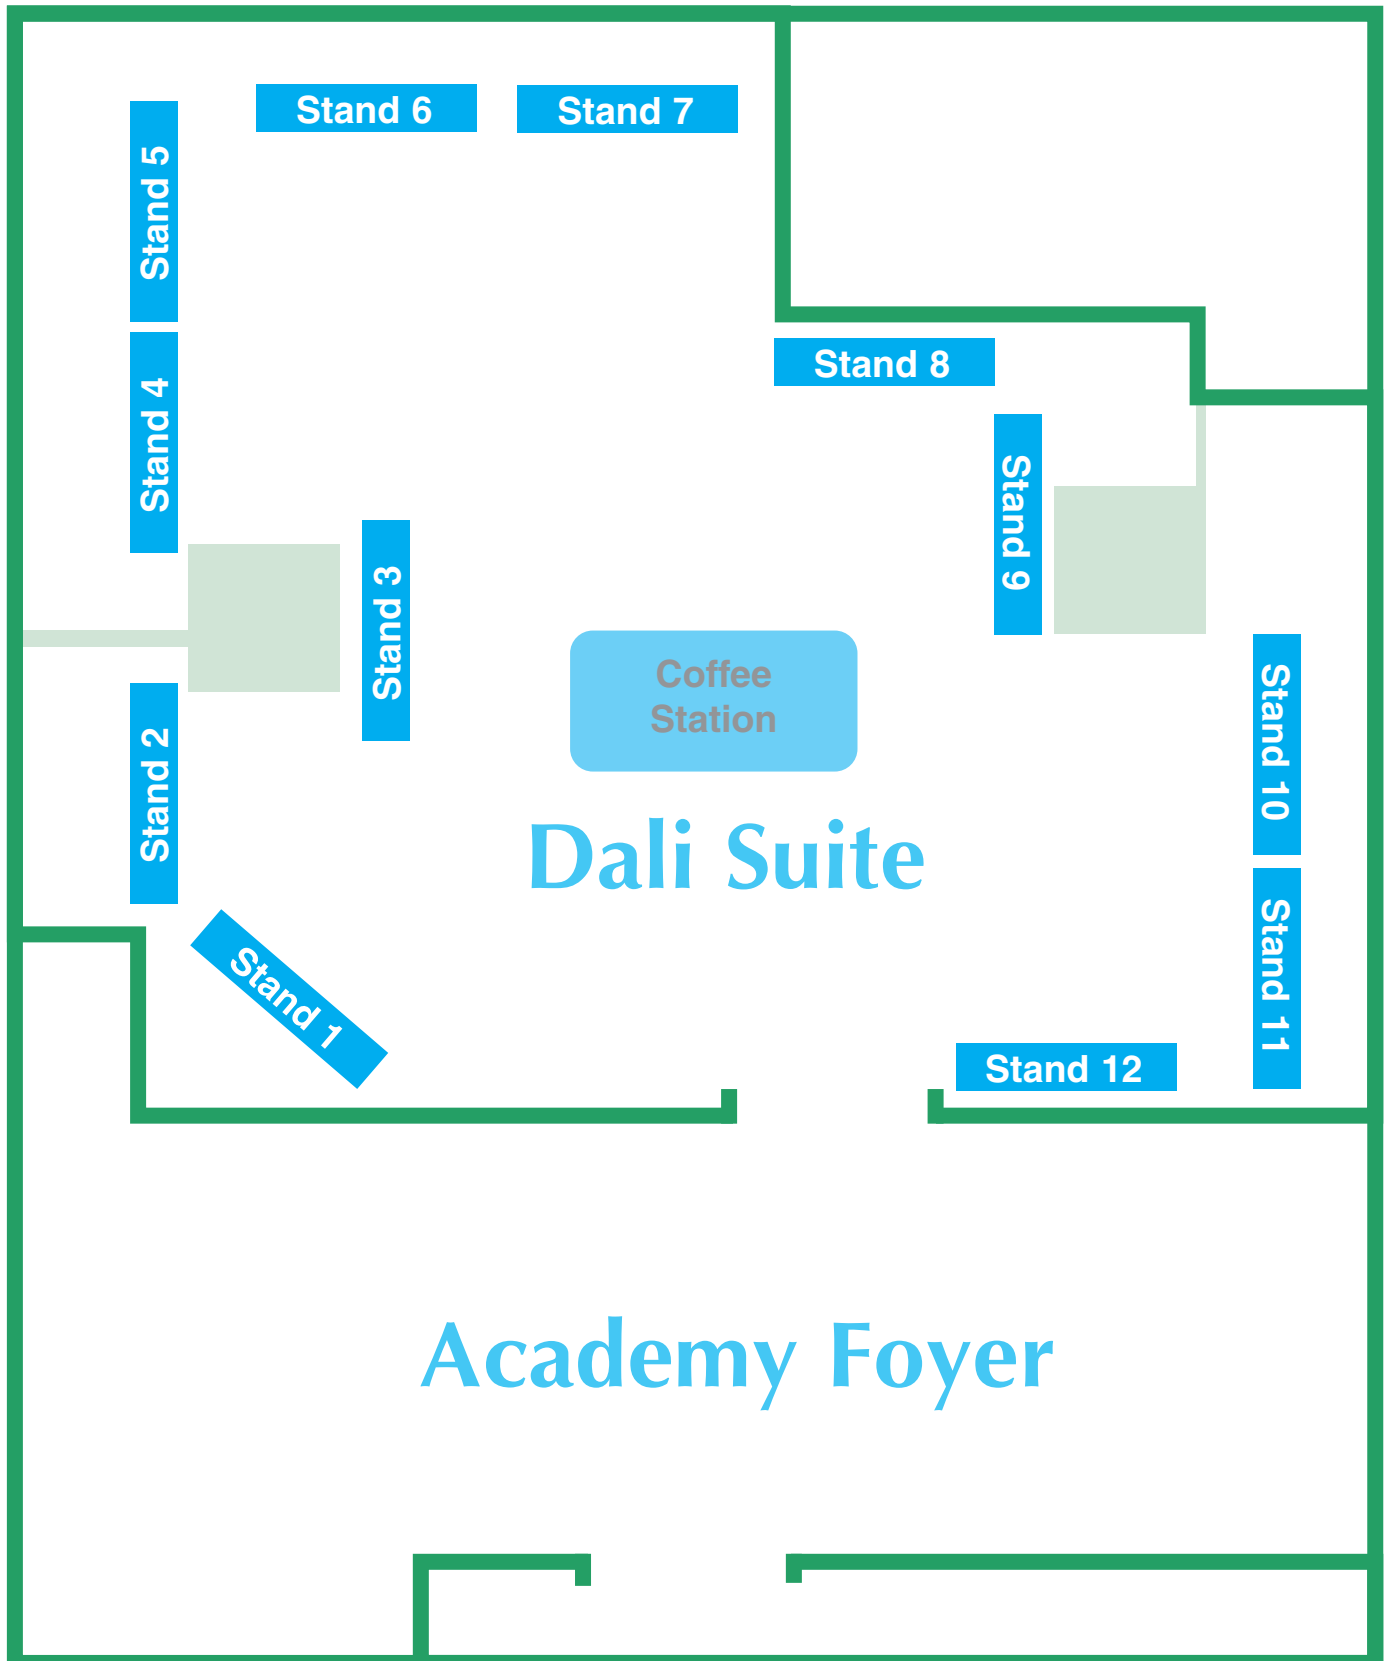 Stand 6
Stand 7
Stand 5
Stand 8
Stand 4
Stand 9
Stand 3
Coffee
Station
Stand 10
Stand 2
Dali Suite
Stand 11
Stand 1
Stand 12
Academy Foyer